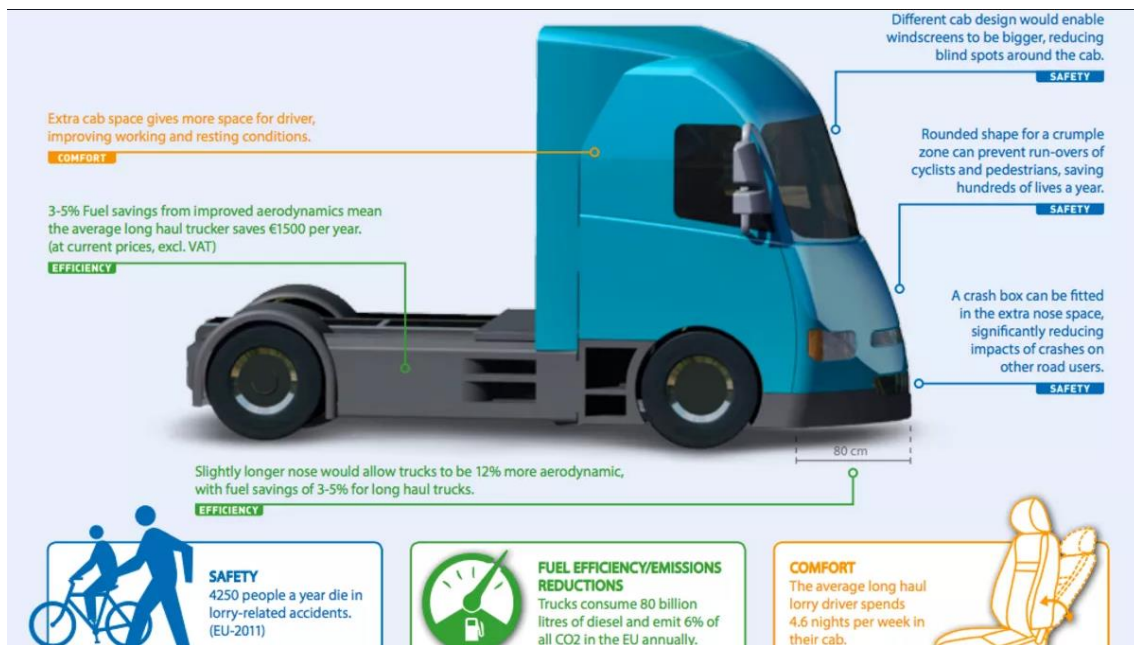 Different cab design would enable
windscreens to be bigger, reducing
blind spots around the cab.
SAFETY
Extra cab space gives more space for driver,
improving working and resting conditions.
COMFORT
Rounded shape for a crumple
zone can prevent run-overs of
cyclists and pedestrians, saving
hundreds of lives a year.
SAFETY
3-5% Fuel savings from improved aerodynamics mean
the average long haul trucker saves €1500 per year.
(at current prices, excl. VAT)
EFFICIENCY
A crash box can be fitted
in the extra nose space,
significantly reducing
impacts of crashes on
other road users.
SAFETY
80 cm
Slightly longer nose would allow trucks to be 12% more aerodynamic,
with fuel savings of 3-5% for long haul trucks.
EFFICIENCY
SAFETY
4250 people a year die in
lorry-related accidents.
(EU-2011)
FUEL EFFICIENCY/EMISSIONS
REDUCTIONS
Trucks consume 80 billion
litres of diesel and emit 6% of
all CO2 in the EU annually.
COMFORT
The average long haul
lorry driver spends
4.6 nights per week in
their cab.